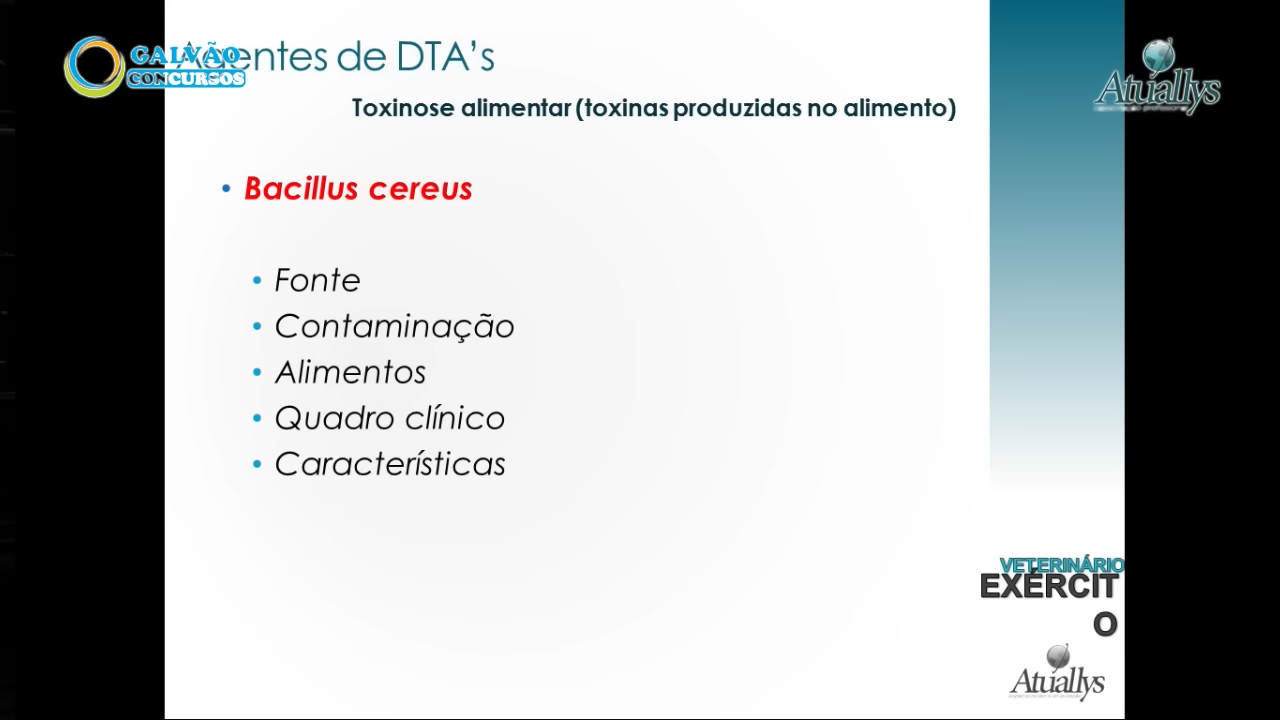 GALVÃO
CONCURSOS
Agentes de DTA's
Atuallys
Toxinose alimentar (toxinas produzidas no alimento)
• Bacillus cereus
• Fonte
• Contaminação
• Alimentos
• Quadro clínico
• Características
VETERINÁRIO
EXÉRCIT
O
Atuallys